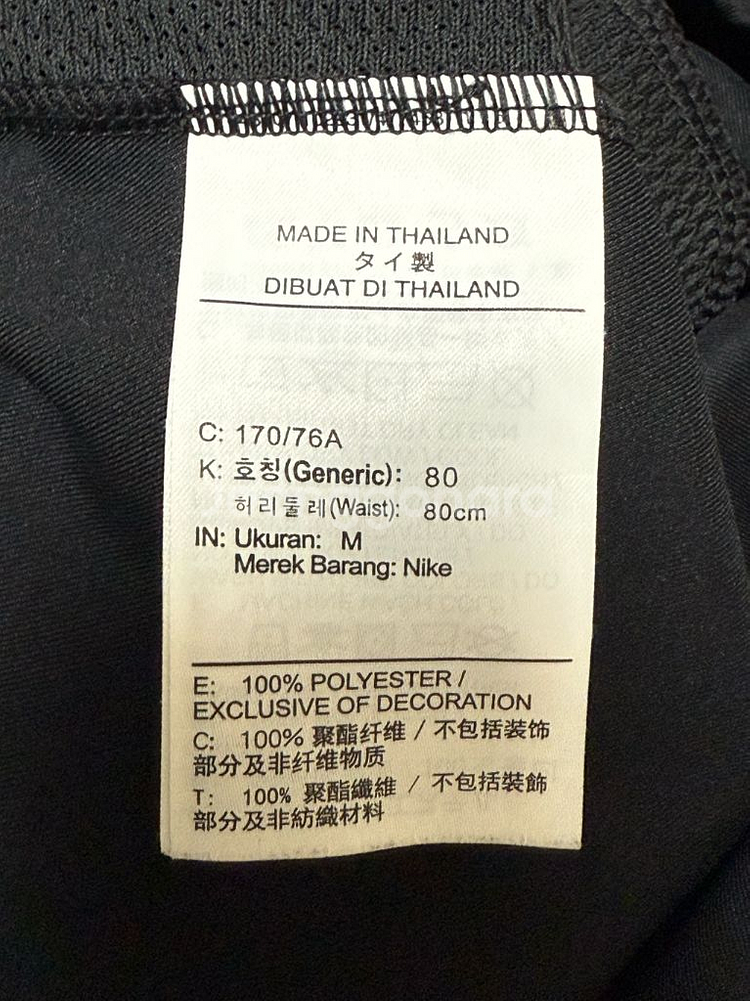 MADE IN THAILAND
タイ製
DIBUAT DI THAILAND
C: 170/76A
K: 호칭(Generic): 80
허리둘레(Waist): 80cm
IN: Ukuran: M
Merek Barang: Nike
E: 100% POLYESTER /
EXCLUSIVE OF DECORATION
C: 100% 聚酯纤维 / 不包括装饰
部分及非纤维物质
T: 100% 聚酯纖維 / 不包括裝飾
部分及非紡織材料